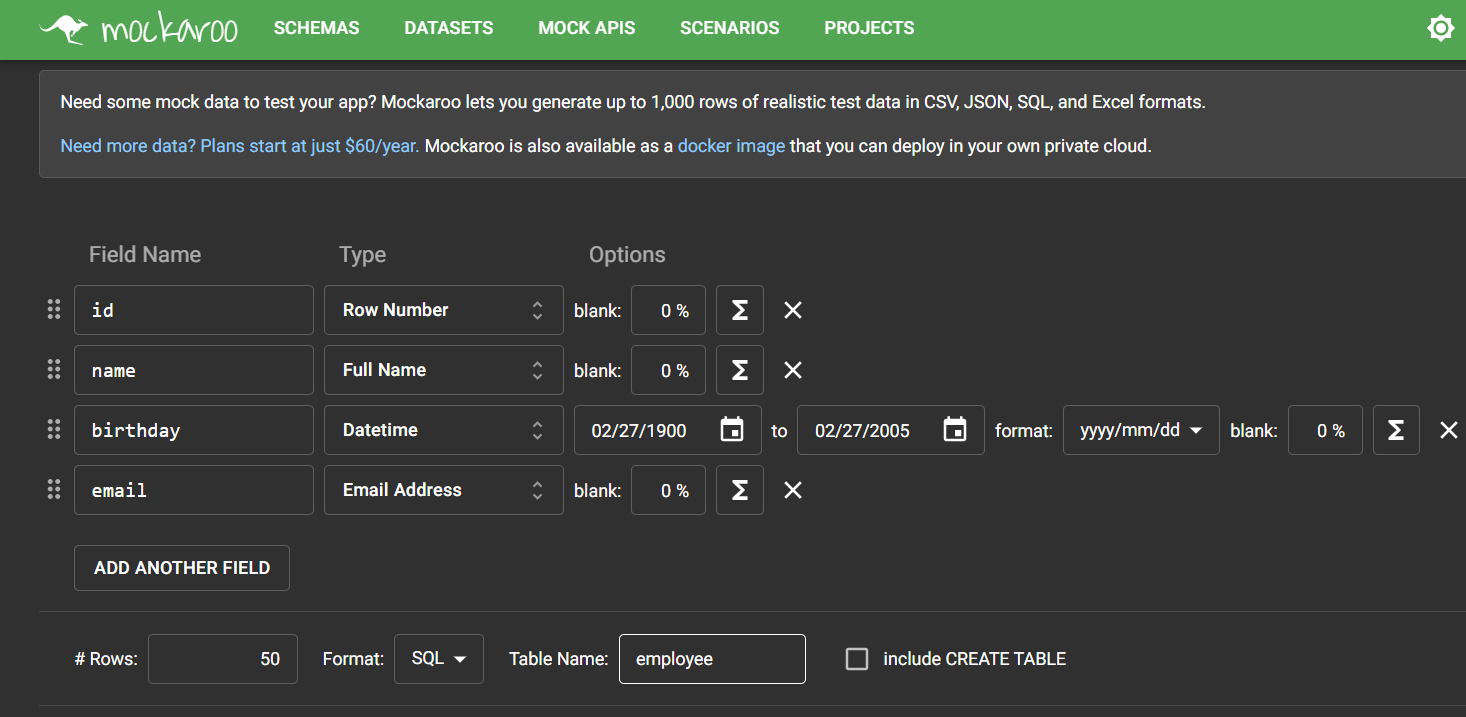 mockaroo SCHEMAS DATASETS MOCK APIS SCENARIOS PROJECTS
Need some mock data to test your app? Mockaroo lets you generate up to 1,000 rows of realistic test data in CSV, JSON, SQL, and Excel formats.
Need more data? Plans start at just $60/year. Mockaroo is also available as a docker image that you can deploy in your own private cloud.
Field Name Type Options
id Row Number blank: 0 % Σ
name Full Name blank: 0 % Σ
birthday Datetime 02/27/1900 to 02/27/2005 format: yyyy/mm/dd blank: 0 % Σ
email Email Address blank: 0 % Σ
ADD ANOTHER FIELD
# Rows: 50 Format: SQL Table Name: employee include CREATE TABLE